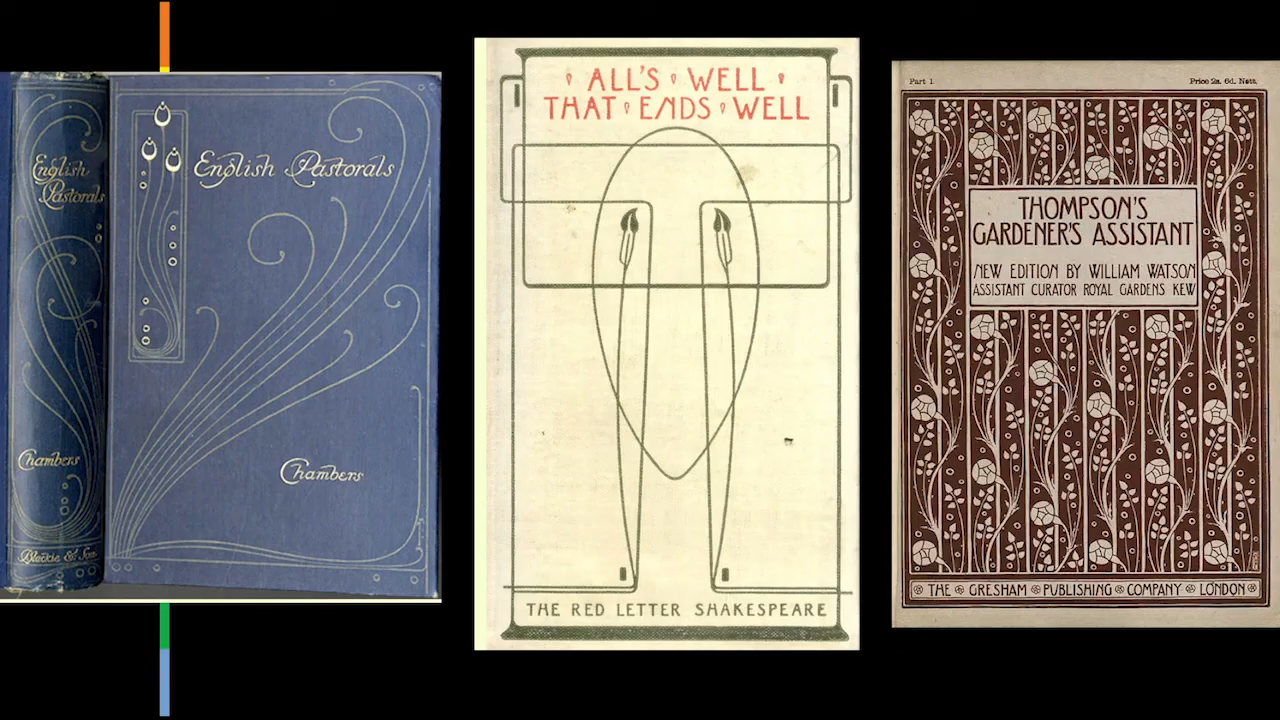 English
Pastorals
Chambers
Blackie & Son
English Pastorals
Chambers
ALL'S WELL
THAT ENDS WELL
THE RED LETTER SHAKESPEARE
Part 1.
Price 2s. 6d. Nett.
THOMPSON'S
GARDENER'S ASSISTANT
NEW EDITION BY WILLIAM WATSON
ASSISTANT CURATOR ROYAL GARDENS KEW
THE GRESHAM PUBLISHING COMPANY LONDON